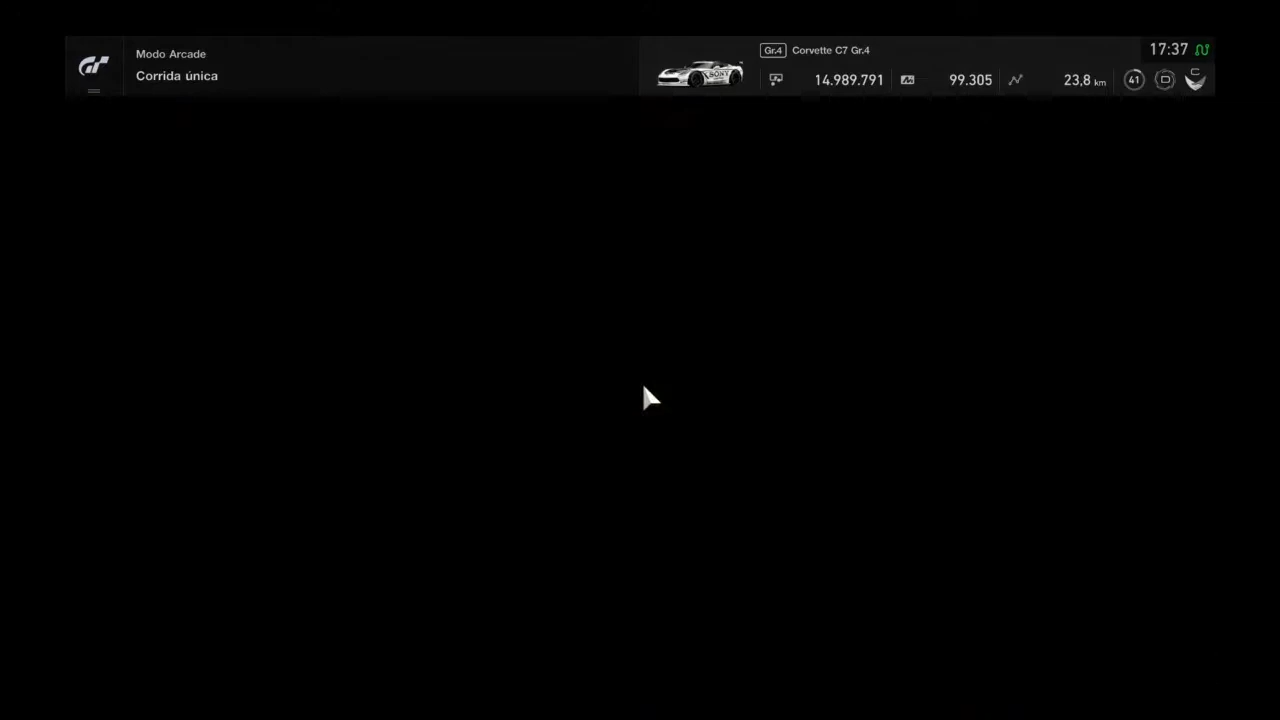 Modo Arcade
Corrida única
Gr.4 Corvette C7 Gr.4
17:37
14.989.791 99.305 23,8 km 41 D C
SONY